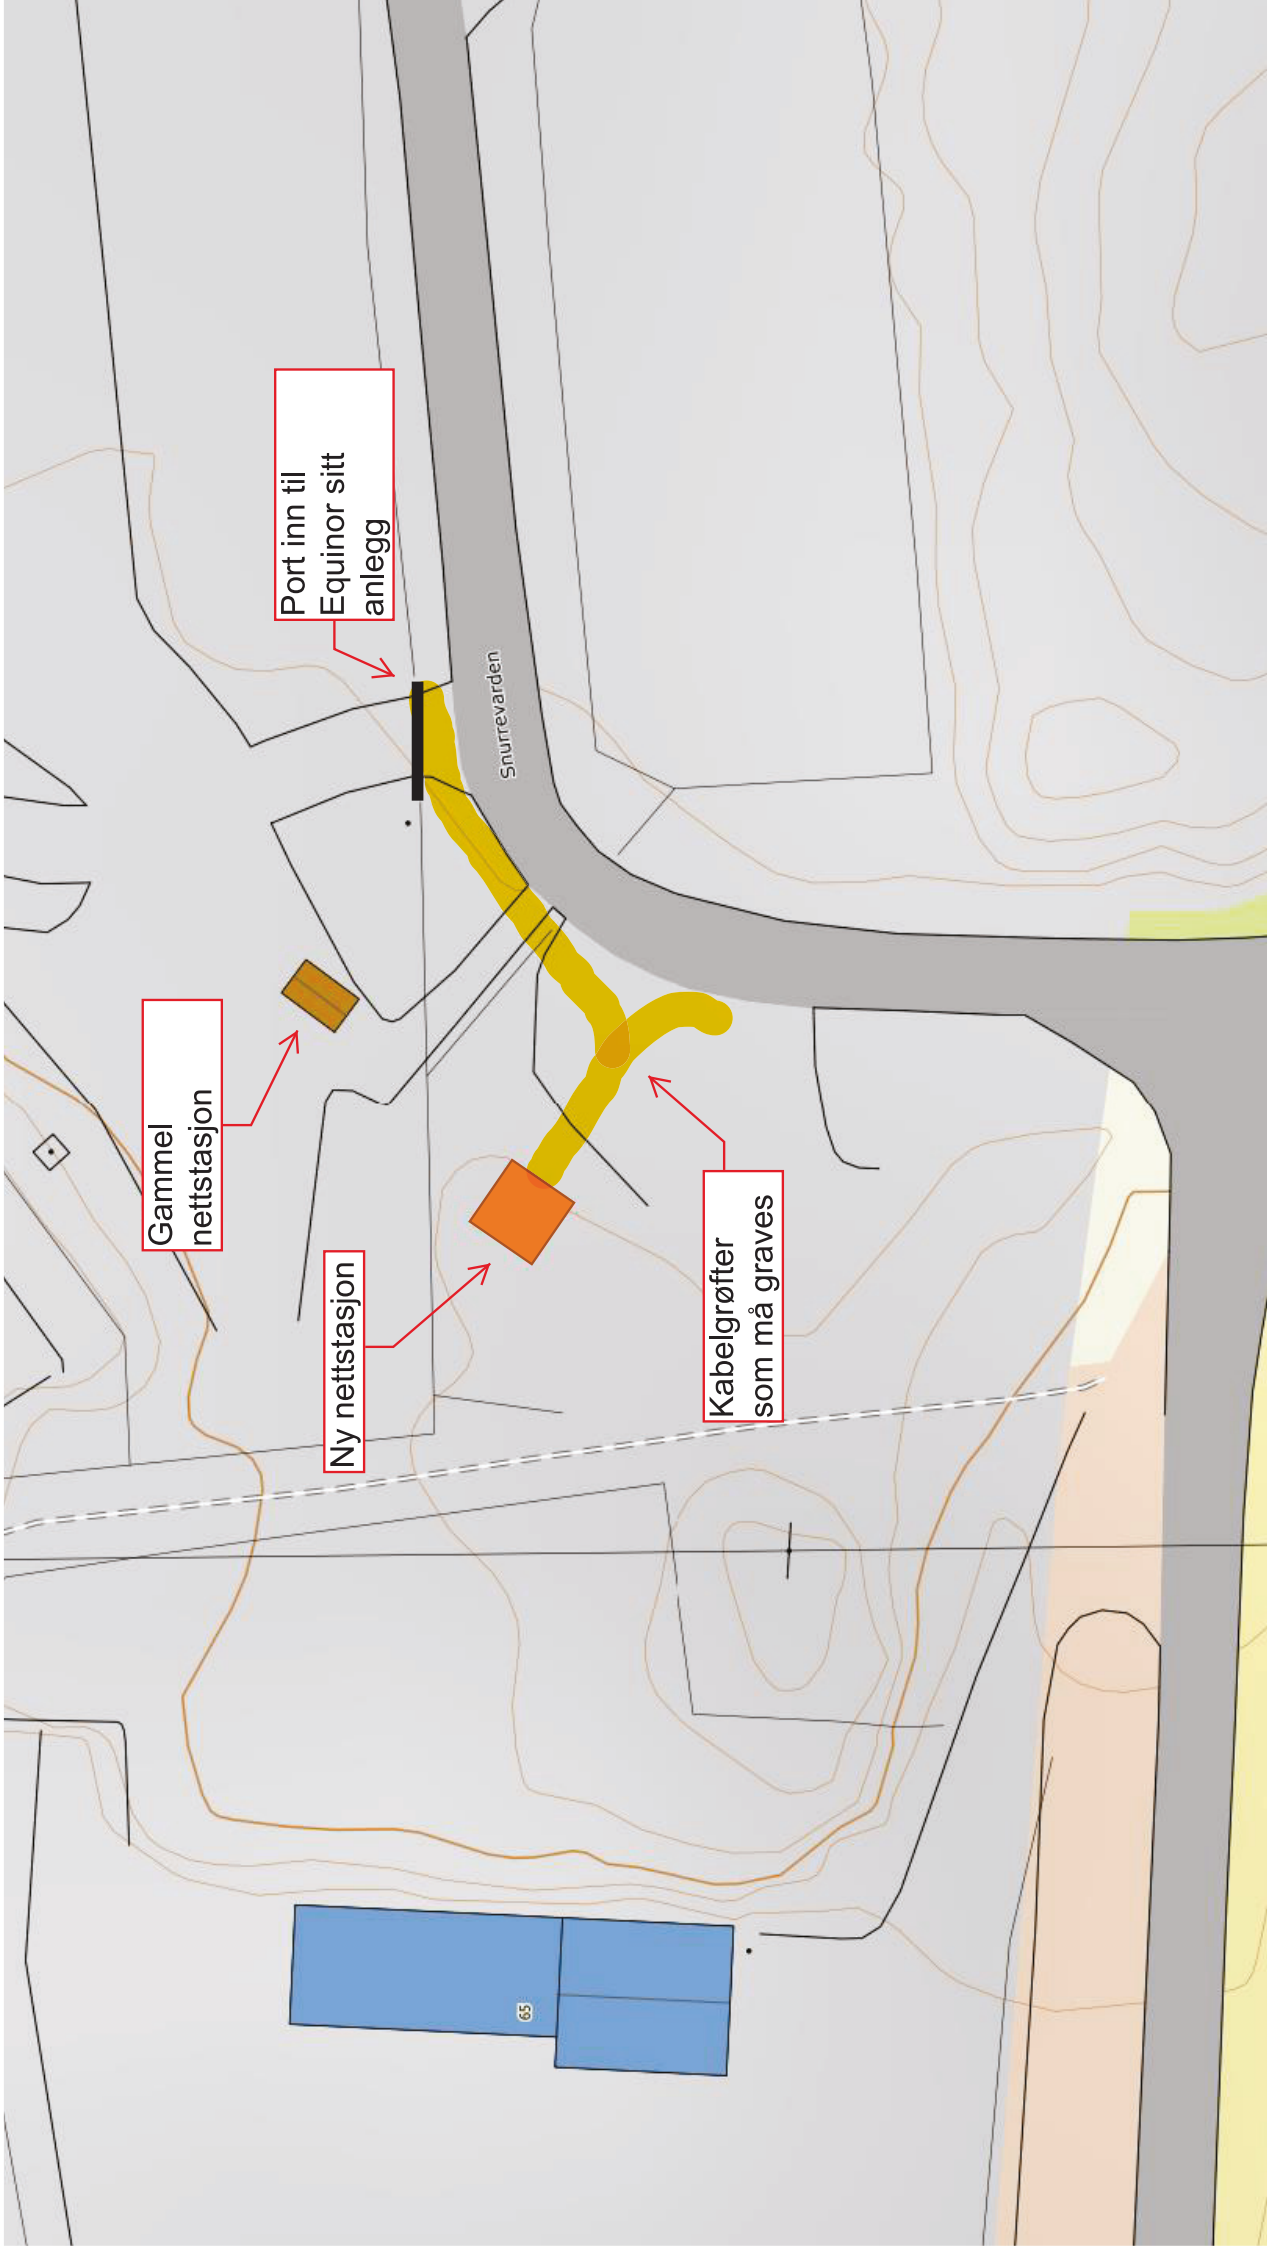 Port inn til
Equinor sitt
anlegg
Snurrevarden
Gammel
nettstasjon
Ny nettstasjon
Kabelgrøfter
som må graves
65